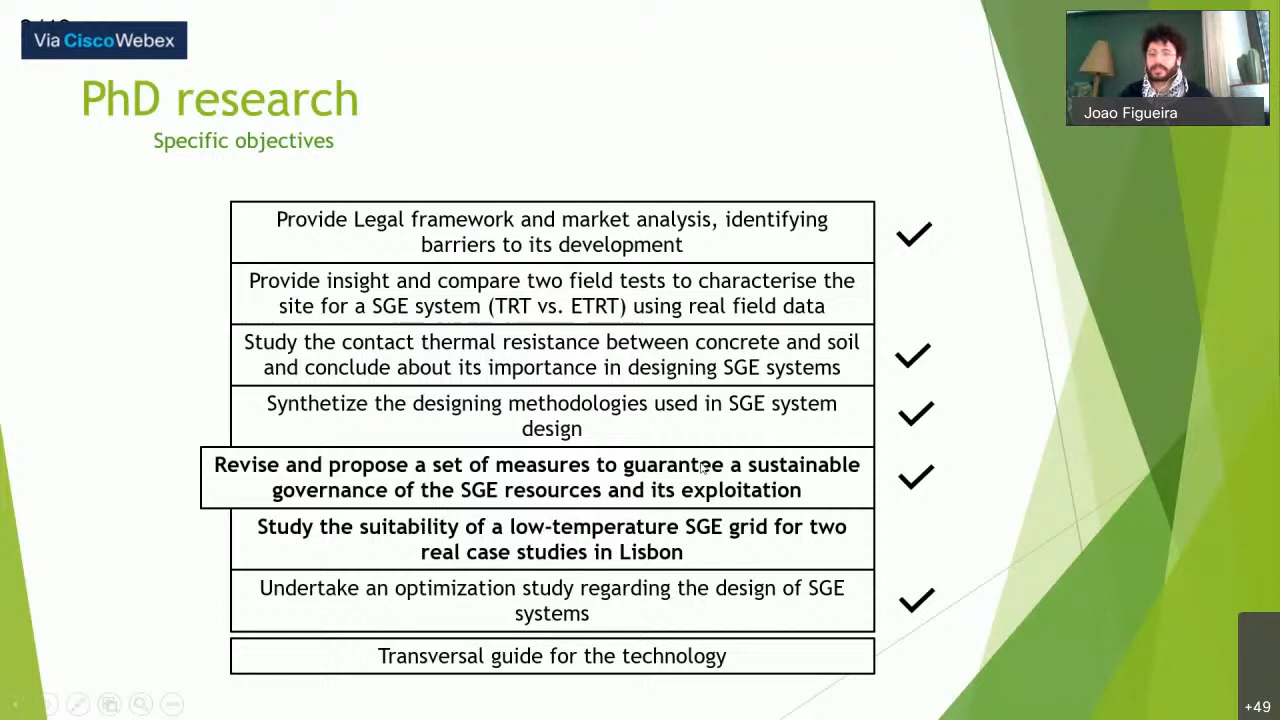 Via Cisco Webex
PhD research
Specific objectives
Joao Figueira
Provide Legal framework and market analysis, identifying
barriers to its development
Provide insight and compare two field tests to characterise the
site for a SGE system (TRT vs. ETRT) using real field data
Study the contact thermal resistance between concrete and soil
and conclude about its importance in designing SGE systems
Synthetize the designing methodologies used in SGE system
design
Revise and propose a set of measures to guarantee a sustainable
governance of the SGE resources and its exploitation
Study the suitability of a low-temperature SGE grid for two
real case studies in Lisbon
Undertake an optimization study regarding the design of SGE
systems
Transversal guide for the technology
+49